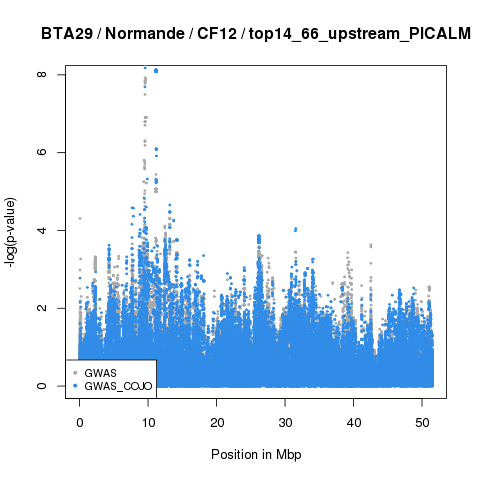 BTA29 / Normande / CF12 / top14_66_upstream_PICALM
8
6
4
2
0
-log(p-value)
GWAS
GWAS_COJO
0 10 20 30 40 50
Position in Mbp